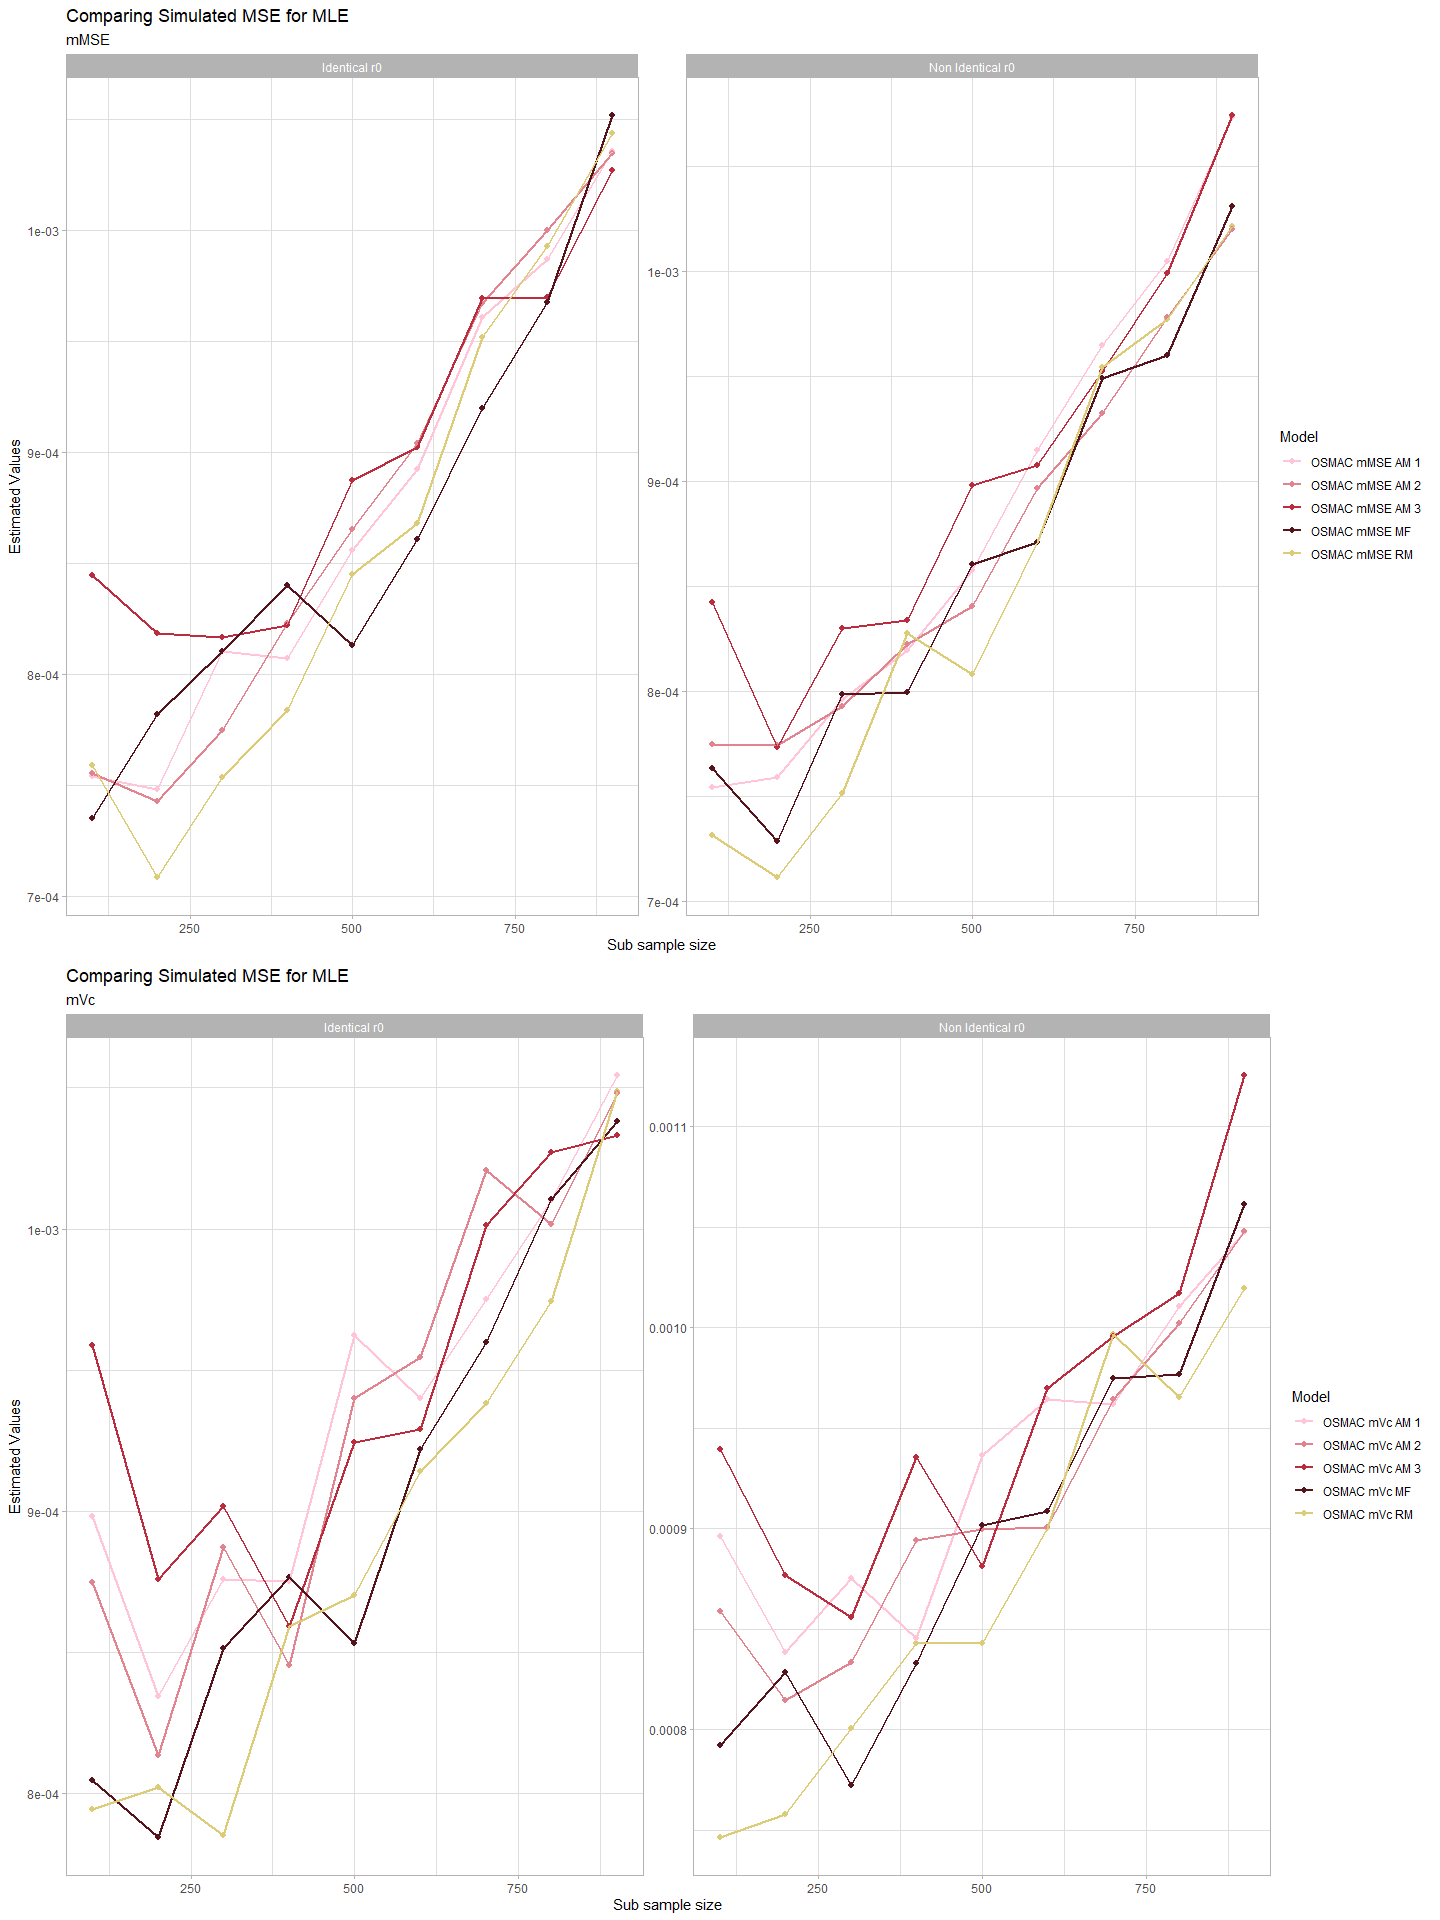 Comparing Simulated MSE for MLE
mMSE
Identical r0
Non Identical r0
Estimated Values
1e-03
9e-04
8e-04
7e-04
1e-03
9e-04
8e-04
7e-04
250 500 750
250 500 750
Sub sample size
Model
OSMAC mMSE AM 1
OSMAC mMSE AM 2
OSMAC mMSE AM 3
OSMAC mMSE MF
OSMAC mMSE RM
Comparing Simulated MSE for MLE
mVc
Identical r0
Non Identical r0
Estimated Values
1e-03
9e-04
8e-04
0.0011
0.0010
0.0009
0.0008
250 500 750
250 500 750
Sub sample size
Model
OSMAC mVc AM 1
OSMAC mVc AM 2
OSMAC mVc AM 3
OSMAC mVc MF
OSMAC mVc RM